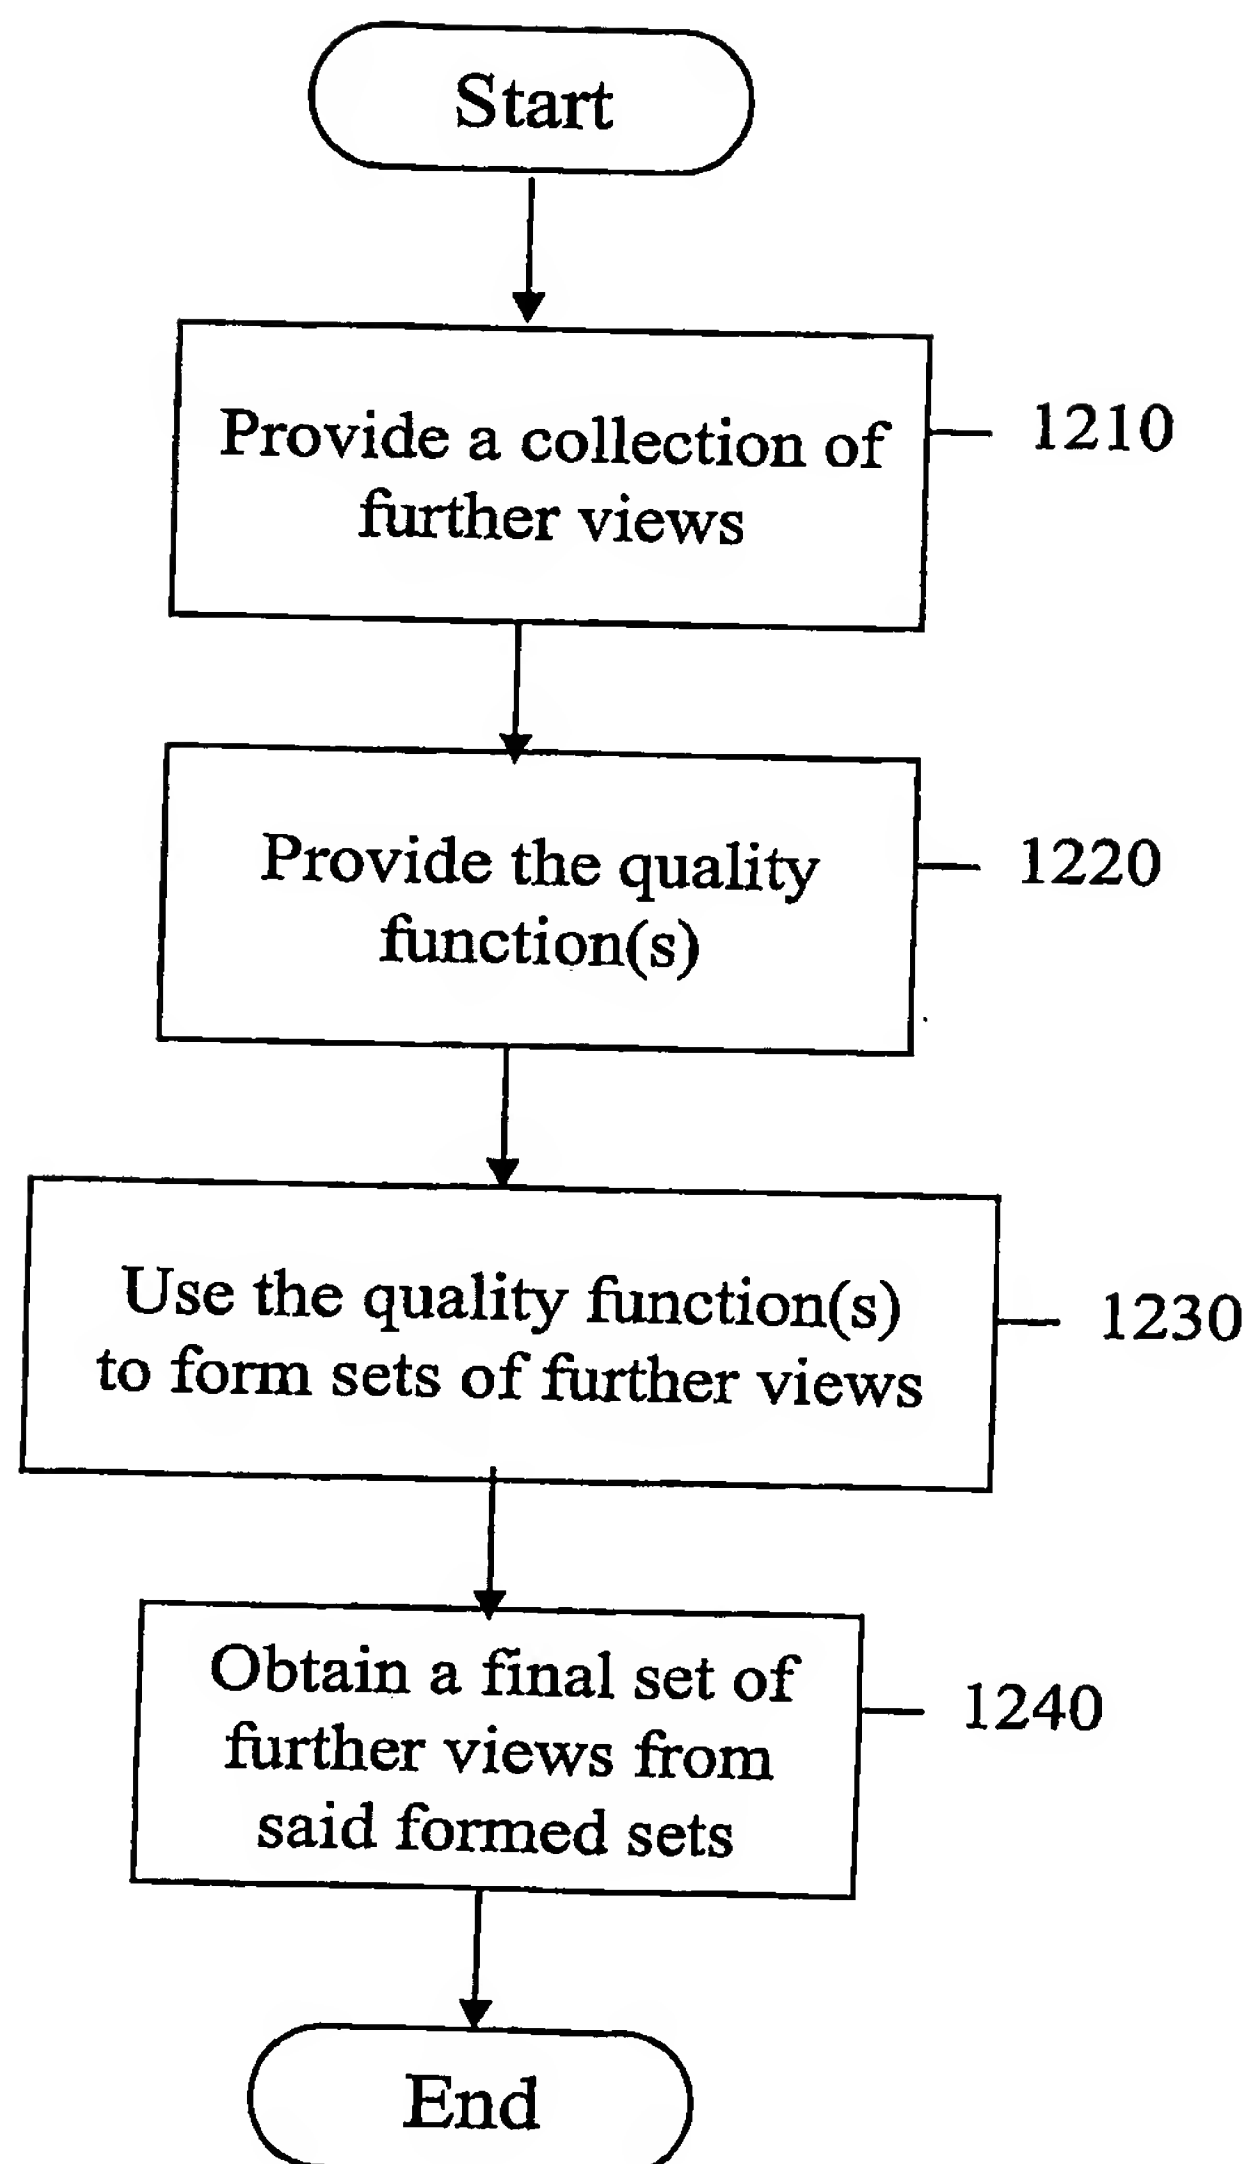 Start
Provide a collection of
further views
1210
Provide the quality
function(s)
1220
Use the quality function(s)
to form sets of further views
1230
Obtain a final set of
further views from
said formed sets
1240
End